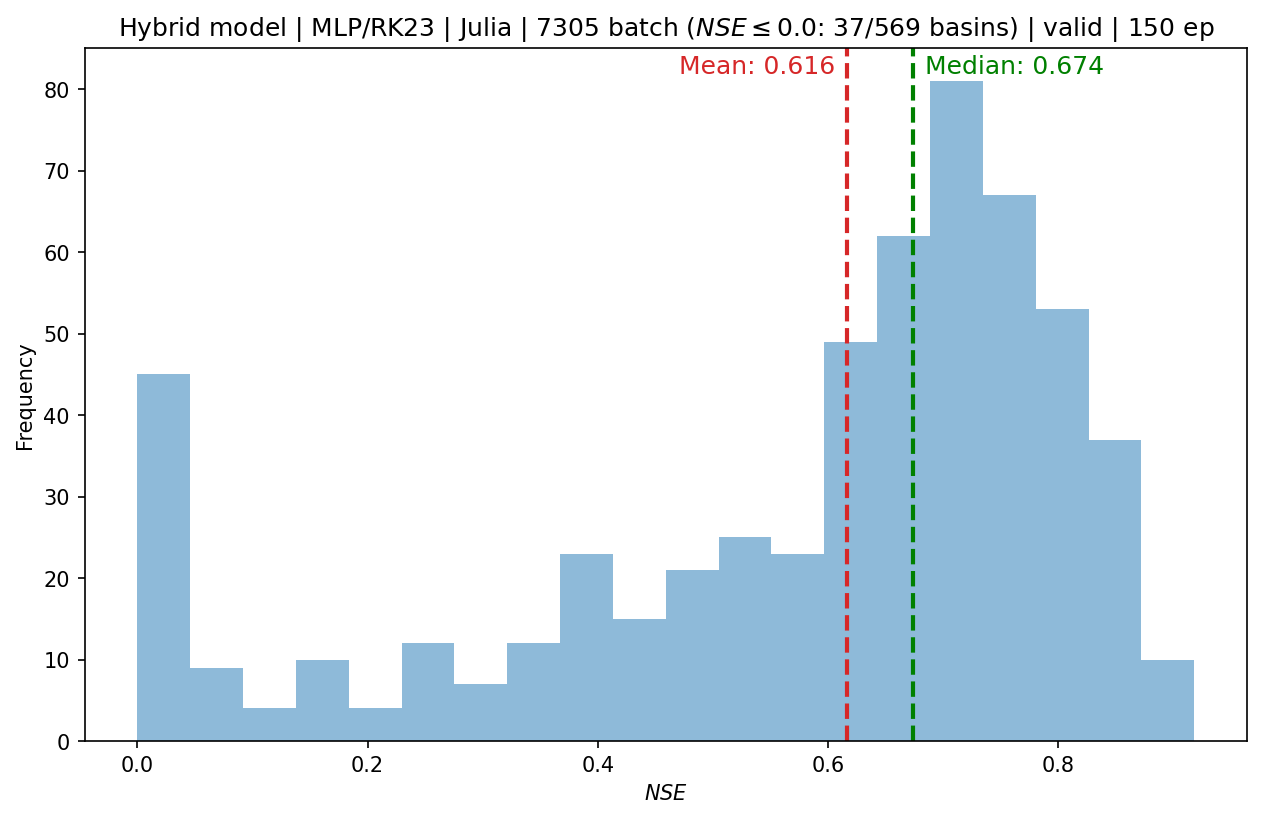 Hybrid model | MLP/RK23 | Julia | 7305 batch (NSE ≤ 0.0: 37/569 basins) | valid | 150 ep
Mean: 0.616
Median: 0.674
80
70
60
50
40
30
20
10
0
Frequency
0.0 0.2 0.4 0.6 0.8
NSE